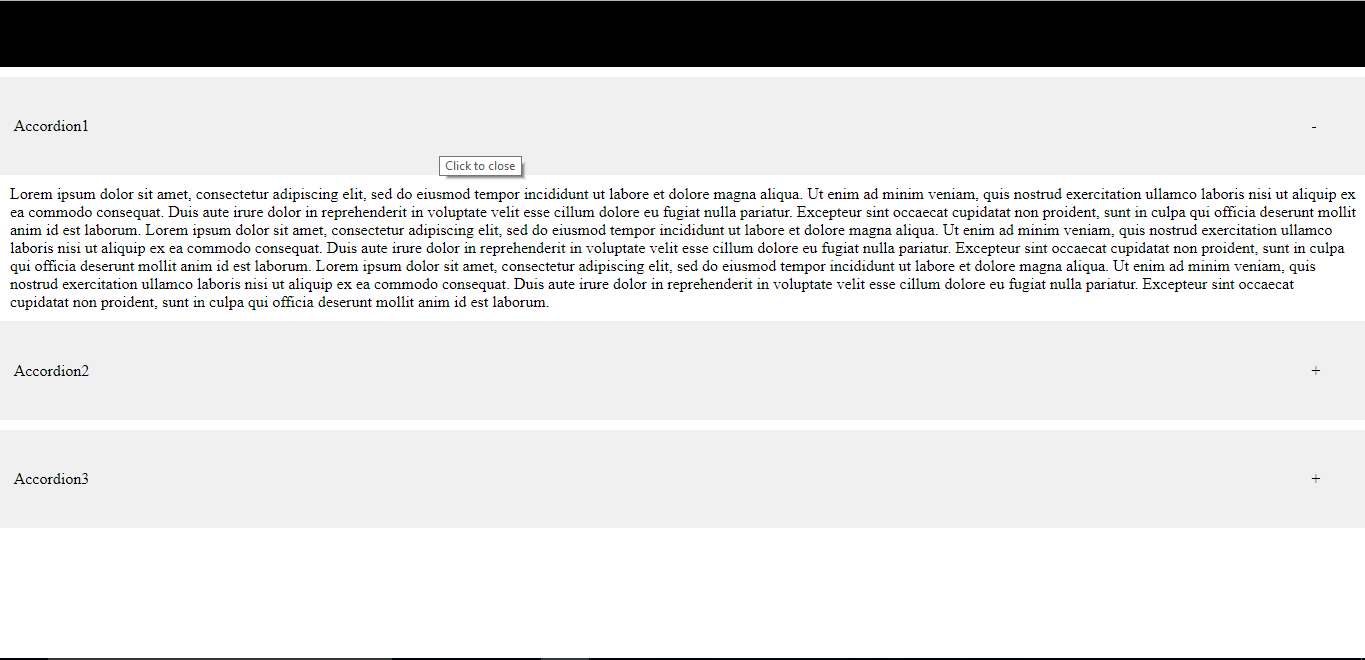 Accordion1
-
Click to close
Lorem ipsum dolor sit amet, consectetur adipiscing elit, sed do eiusmod tempor incididunt ut labore et dolore magna aliqua. Ut enim ad minim veniam, quis nostrud exercitation ullamco laboris nisi ut aliquip ex
ea commodo consequat. Duis aute irure dolor in reprehenderit in voluptate velit esse cillum dolore eu fugiat nulla pariatur. Excepteur sint occaecat cupidatat non proident, sunt in culpa qui officia deserunt mollit
anim id est laborum. Lorem ipsum dolor sit amet, consectetur adipiscing elit, sed do eiusmod tempor incididunt ut labore et dolore magna aliqua. Ut enim ad minim veniam, quis nostrud exercitation ullamco
laboris nisi ut aliquip ex ea commodo consequat. Duis aute irure dolor in reprehenderit in voluptate velit esse cillum dolore eu fugiat nulla pariatur. Excepteur sint occaecat cupidatat non proident, sunt in culpa
qui officia deserunt mollit anim id est laborum. Lorem ipsum dolor sit amet, consectetur adipiscing elit, sed do eiusmod tempor incididunt ut labore et dolore magna aliqua. Ut enim ad minim veniam, quis
nostrud exercitation ullamco laboris nisi ut aliquip ex ea commodo consequat. Duis aute irure dolor in reprehenderit in voluptate velit esse cillum dolore eu fugiat nulla pariatur. Excepteur sint occaecat
cupidatat non proident, sunt in culpa qui officia deserunt mollit anim id est laborum.
Accordion2
+
Accordion3
+